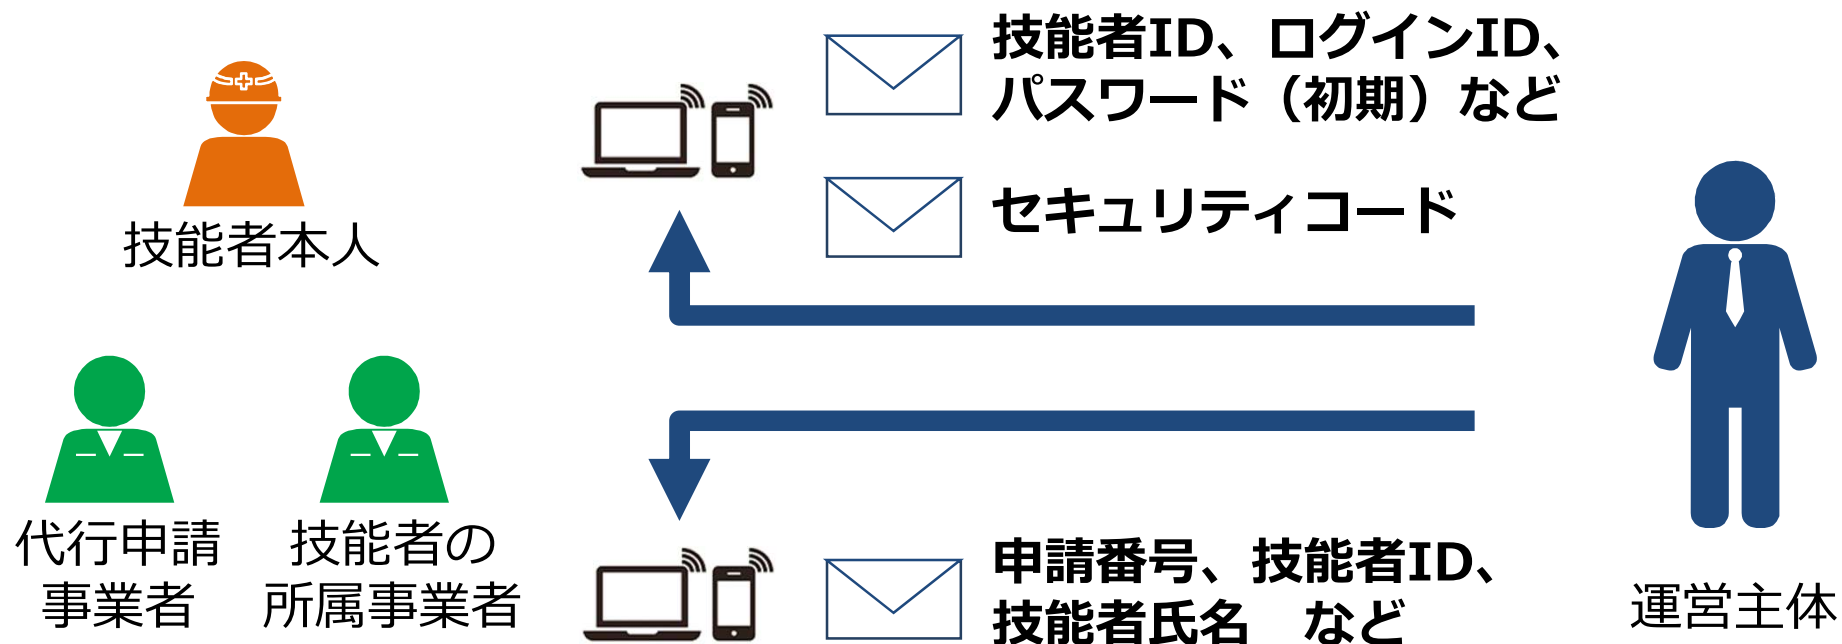 技能者ID、ログインID、
パスワード（初期）など
セキュリティコード
技能者本人
代行申請
事業者
技能者の
所属事業者
申請番号、技能者ID、
技能者氏名　など
運営主体